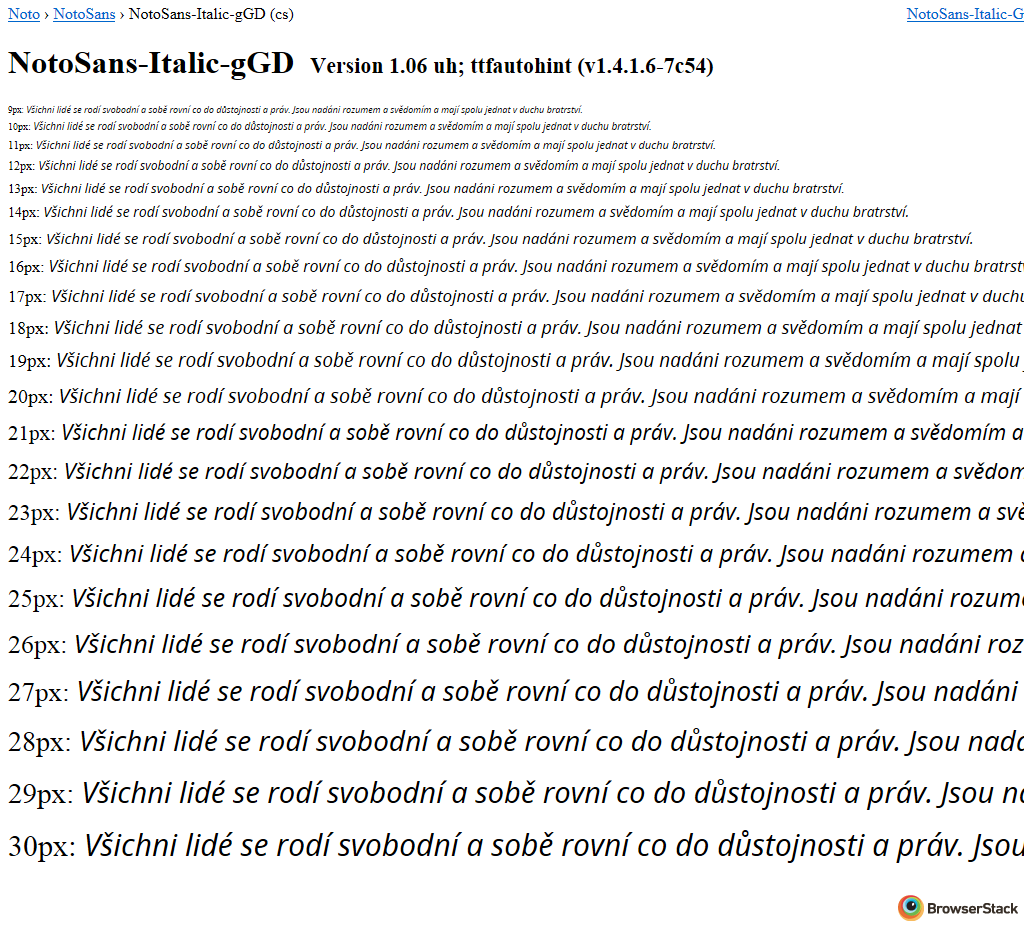 Noto › NotoSans › NotoSans-Italic-gGD (cs) NotoSans-Italic-G
NotoSans-Italic-gGD Version 1.06 uh; ttfautohint (v1.4.1.6-7c54)
9px: Všichni lidé se rodí svobodní a sobě rovní co do důstojnosti a práv. Jsou nadáni rozumem a svědomím a mají spolu jednat v duchu bratrství.
10px: Všichni lidé se rodí svobodní a sobě rovní co do důstojnosti a práv. Jsou nadáni rozumem a svědomím a mají spolu jednat v duchu bratrství.
11px: Všichni lidé se rodí svobodní a sobě rovní co do důstojnosti a práv. Jsou nadáni rozumem a svědomím a mají spolu jednat v duchu bratrství.
12px: Všichni lidé se rodí svobodní a sobě rovní co do důstojnosti a práv. Jsou nadáni rozumem a svědomím a mají spolu jednat v duchu bratrství.
13px: Všichni lidé se rodí svobodní a sobě rovní co do důstojnosti a práv. Jsou nadáni rozumem a svědomím a mají spolu jednat v duchu bratrství.
14px: Všichni lidé se rodí svobodní a sobě rovní co do důstojnosti a práv. Jsou nadáni rozumem a svědomím a mají spolu jednat v duchu bratrství.
15px: Všichni lidé se rodí svobodní a sobě rovní co do důstojnosti a práv. Jsou nadáni rozumem a svědomím a mají spolu jednat v duchu bratrství.
16px: Všichni lidé se rodí svobodní a sobě rovní co do důstojnosti a práv. Jsou nadáni rozumem a svědomím a mají spolu jednat v duchu bratrstv
17px: Všichni lidé se rodí svobodní a sobě rovní co do důstojnosti a práv. Jsou nadáni rozumem a svědomím a mají spolu jednat v duchu
18px: Všichni lidé se rodí svobodní a sobě rovní co do důstojnosti a práv. Jsou nadáni rozumem a svědomím a mají spolu jednat
19px: Všichni lidé se rodí svobodní a sobě rovní co do důstojnosti a práv. Jsou nadáni rozumem a svědomím a mají spolu
20px: Všichni lidé se rodí svobodní a sobě rovní co do důstojnosti a práv. Jsou nadáni rozumem a svědomím a mají
21px: Všichni lidé se rodí svobodní a sobě rovní co do důstojnosti a práv. Jsou nadáni rozumem a svědomím a
22px: Všichni lidé se rodí svobodní a sobě rovní co do důstojnosti a práv. Jsou nadáni rozumem a svědom
23px: Všichni lidé se rodí svobodní a sobě rovní co do důstojnosti a práv. Jsou nadáni rozumem a svě
24px: Všichni lidé se rodí svobodní a sobě rovní co do důstojnosti a práv. Jsou nadáni rozumem
25px: Všichni lidé se rodí svobodní a sobě rovní co do důstojnosti a práv. Jsou nadáni rozum
26px: Všichni lidé se rodí svobodní a sobě rovní co do důstojnosti a práv. Jsou nadáni roz
27px: Všichni lidé se rodí svobodní a sobě rovní co do důstojnosti a práv. Jsou nadáni
28px: Všichni lidé se rodí svobodní a sobě rovní co do důstojnosti a práv. Jsou nad
29px: Všichni lidé se rodí svobodní a sobě rovní co do důstojnosti a práv. Jsou n
30px: Všichni lidé se rodí svobodní a sobě rovní co do důstojnosti a práv. Jsou
BrowserStack